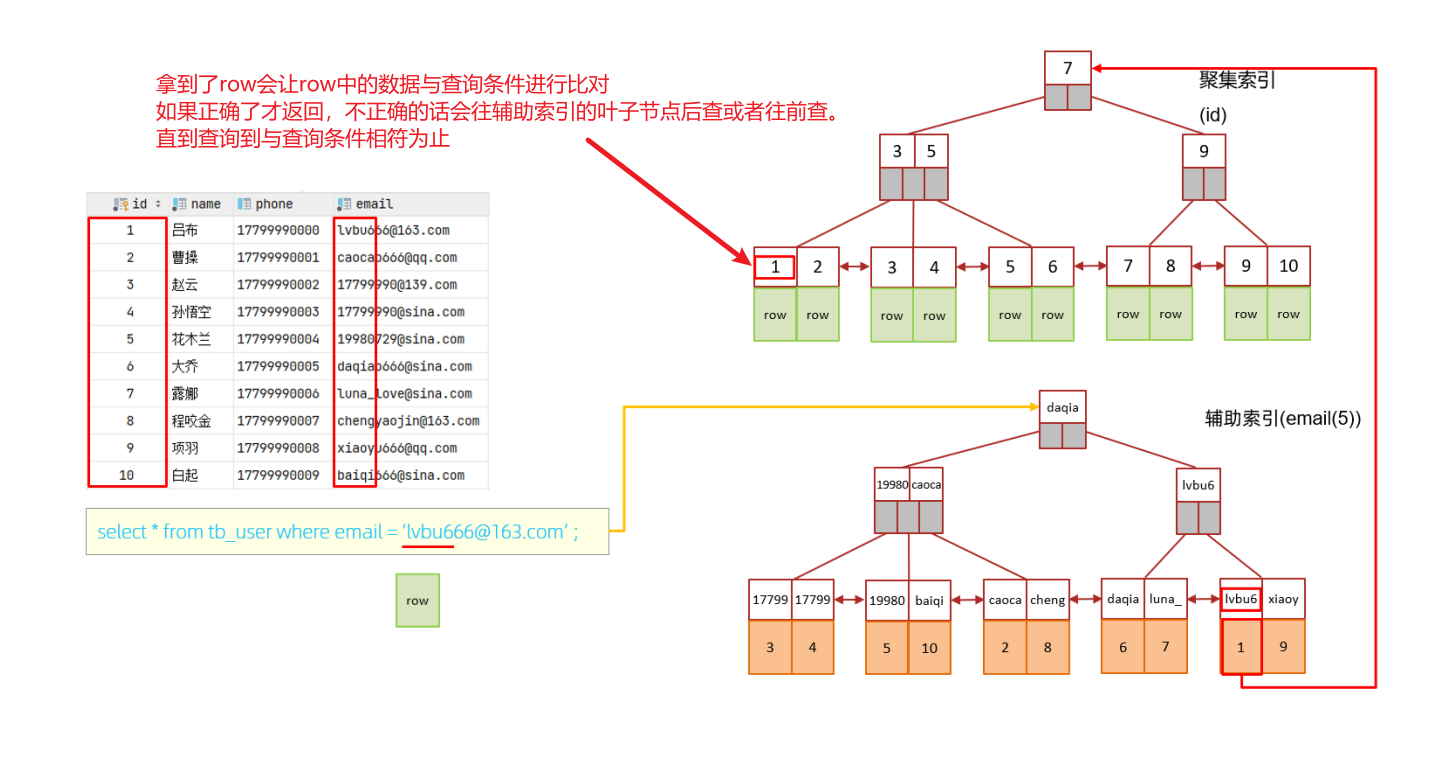 拿到了row会让row中的数据与查询条件进行比对
如果正确了才返回，不正确的话会往辅助索引的叶子节点后查或者往前查。
直到查询到与查询条件相符为止
id name phone email
1 吕布 17799990000 lvbu666@163.com
2 曹操 17799990001 caocao666@qq.com
3 赵云 17799990002 17799990@139.com
4 孙悟空 17799990003 17799990@sina.com
5 花木兰 17799990004 19980729@sina.com
6 大乔 17799990005 daqiao666@sina.com
7 露娜 17799990006 luna_love@sina.com
8 程咬金 17799990007 chengyaojin@163.com
9 项羽 17799990008 xiaoyu666@qq.com
10 白起 17799990009 baiqi666@sina.com
select * from tb_user where email = ‘lvbu666@163.com’ ;
row
7
聚集索引
(id)
3 5 9
1 2 3 4 5 6 7 8 9 10
row row row row row row row row row row
daqia
辅助索引(email(5))
19980 caoca lvbu6
17799 17799 19980 baiqi caoca cheng daqia luna_ lvbu6 xiaoy
3 4 5 10 2 8 6 7 1 9